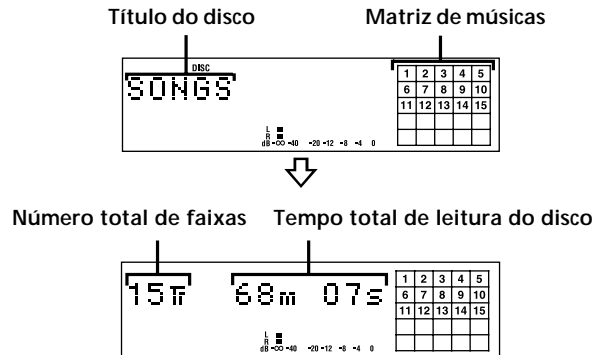 Título do disco Matriz de músicas
DISC
SONGS
1 2 3 4 5
6 7 8 9 10
11 12 13 14 15
L
R
dB -∞ -40 -20 -12 -8 -4 0
Número total de faixas Tempo total de leitura do disco
15Tr 68m 07s
1 2 3 4 5
6 7 8 9 10
11 12 13 14 15
L
R
dB -∞ -40 -20 -12 -8 -4 0